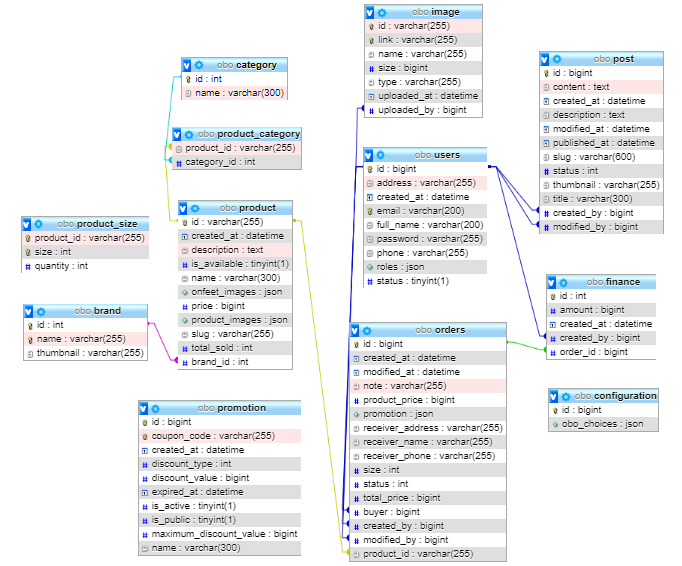 obo category
id : int
name : varchar(300)
obo product_category
product_id : varchar(255)
category_id : int
obo product_size
product_id : varchar(255)
size : int
quantity : int
obo product
id : varchar(255)
created_at : datetime
description : text
is_available : tinyint(1)
name : varchar(300)
onfeet_images : json
price : bigint
product_images : json
slug : varchar(255)
total_sold : int
brand_id : int
obo brand
id : int
name : varchar(255)
thumbnail : varchar(255)
obo promotion
id : bigint
coupon_code : varchar(255)
created_at : datetime
discount_type : int
discount_value : bigint
expired_at : datetime
is_active : tinyint(1)
is_public : tinyint(1)
maximum_discount_value : bigint
name : varchar(300)
obo image
id : varchar(255)
link : varchar(255)
name : varchar(255)
size : bigint
type : varchar(255)
uploaded_at : datetime
uploaded_by : bigint
obo users
id : bigint
address : varchar(255)
created_at : datetime
email : varchar(200)
full_name : varchar(200)
password : varchar(255)
phone : varchar(255)
roles : json
status : tinyint(1)
obo orders
id : bigint
created_at : datetime
modified_at : datetime
note : varchar(255)
product_price : bigint
promotion : json
receiver_address : varchar(255)
receiver_name : varchar(255)
receiver_phone : varchar(255)
size : int
status : int
total_price : bigint
buyer : bigint
created_by : bigint
modified_by : bigint
product_id : varchar(255)
obo post
id : bigint
content : text
created_at : datetime
description : text
modified_at : datetime
published_at : datetime
slug : varchar(600)
status : int
thumbnail : varchar(255)
title : varchar(300)
created_by : bigint
modified_by : bigint
obo finance
id : int
amount : bigint
created_at : datetime
created_by : bigint
order_id : bigint
obo configuration
id : bigint
obo_choices : json